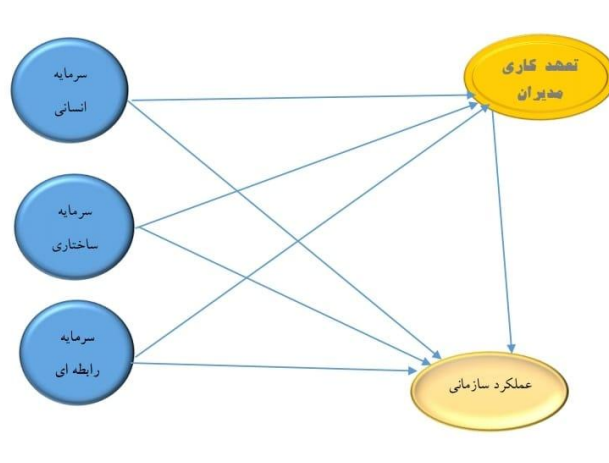 سرمایه
انسانی
تعهد کاری
مدیران
سرمایه
ساختاری
سرمایه
رابطه ای
عملکرد سازمانی